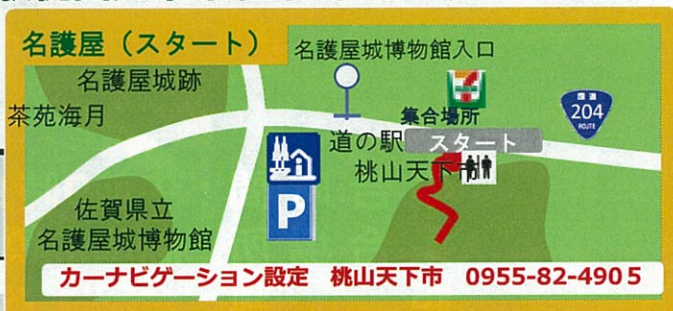 名護屋（スタート）
名護屋城博物館入口
名護屋城跡
茶苑海月
集合場所
国道
204
ROUTE
道の駅
スタート
桃山天下市
P
佐賀県立
名護屋城博物館
カーナビゲーション設定　桃山天下市　0955-82-4905